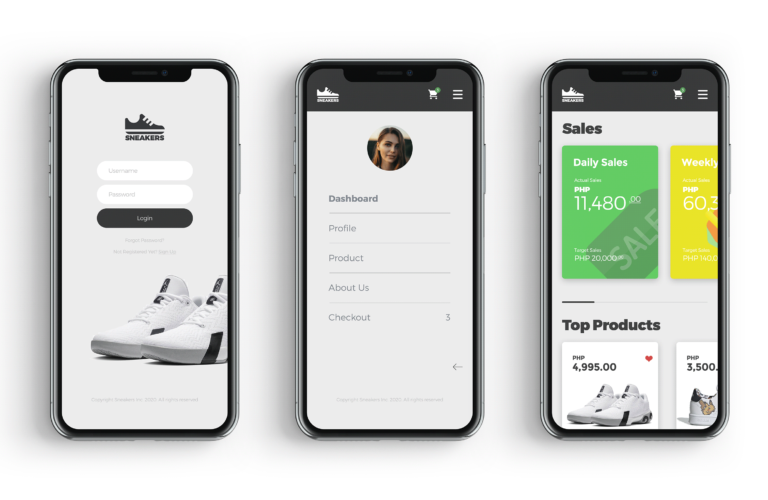 SNEAKERS
Username
Password
Login
Forgot Password?
Not Registered Yet? Sign up
Copyright Sneakers inc. 2020. All rights reserved
SNEAKERS
Dashboard
Profile
Product
About Us
Checkout 3
Copyright Sneakers inc. 2020. All rights reserved
SNEAKERS
Sales
Daily Sales
Actual Sales
PHP
11,480.00
Target Sales
PHP 20,000
SALE
Weekly
Actual Sales
PHP
60,3
Target Sales
PHP 140,0
Top Products
PHP
4,995.00
PHP
3,500.